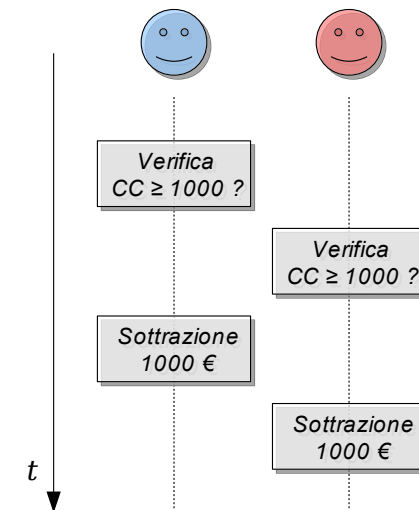 Verifica
CC ≥ 1000 ?
Verifica
CC ≥ 1000 ?
Sottrazione
1000 €
Sottrazione
1000 €
t